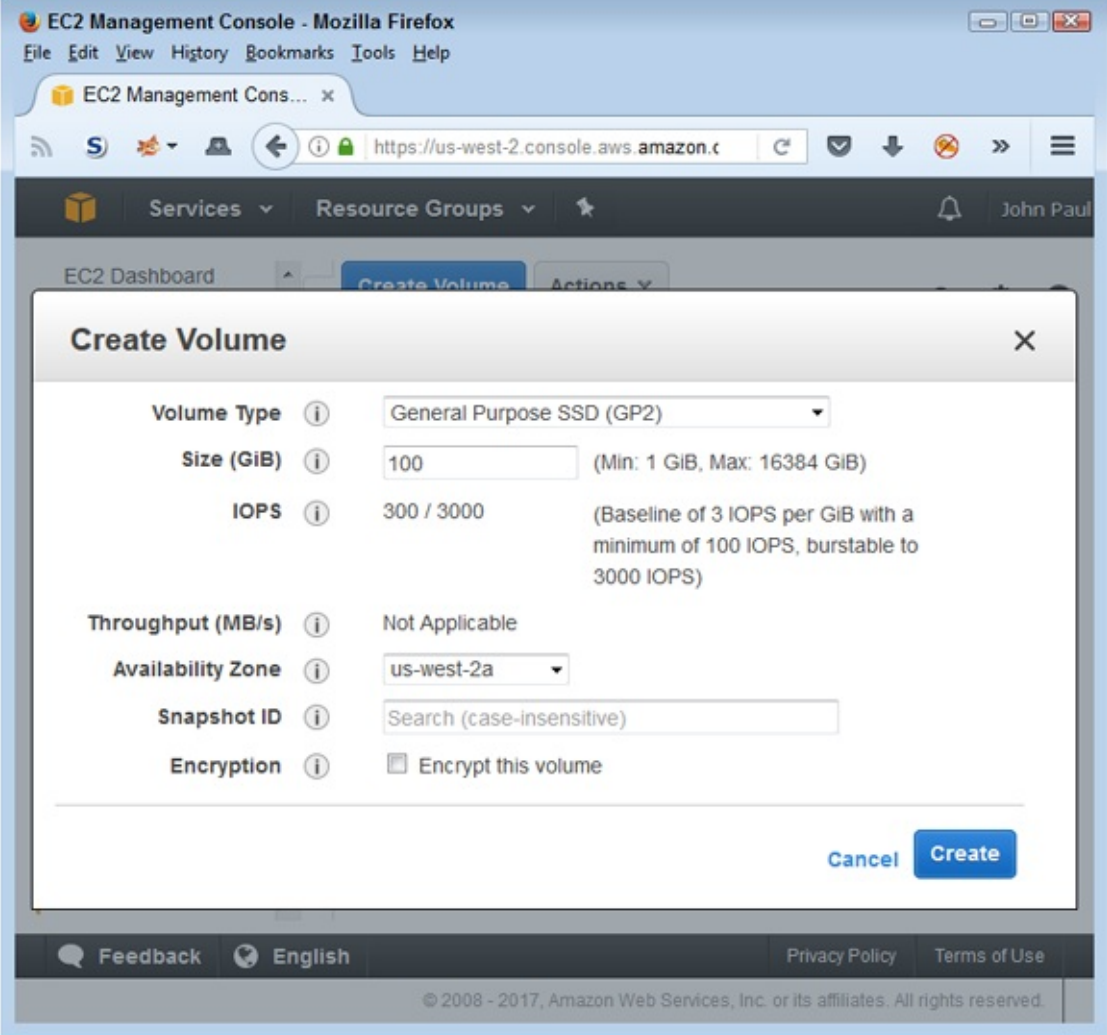 EC2 Management Console - Mozilla Firefox
File Edit View History Bookmarks Tools Help
EC2 Management Cons...
https://us-west-2.console.aws.amazon.c
Services Resource Groups John Paul
EC2 Dashboard Create Volume Actions
Create Volume
Volume Type General Purpose SSD (GP2)
Size (GiB) 100 (Min: 1 GiB, Max: 16384 GiB)
IOPS 300 / 3000 (Baseline of 3 IOPS per GiB with a
minimum of 100 IOPS, burstable to
3000 IOPS)
Throughput (MB/s) Not Applicable
Availability Zone us-west-2a
Snapshot ID Search (case-insensitive)
Encryption Encrypt this volume
Cancel Create
Feedback English Privacy Policy Terms of Use
© 2008 - 2017, Amazon Web Services, Inc. or its affiliates. All rights reserved.